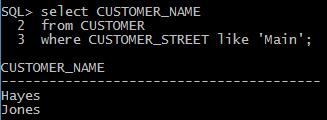 SQL> select CUSTOMER_NAME
2 from CUSTOMER
3 where CUSTOMER_STREET like 'Main';
CUSTOMER_NAME
----------------------------------------
Hayes
Jones